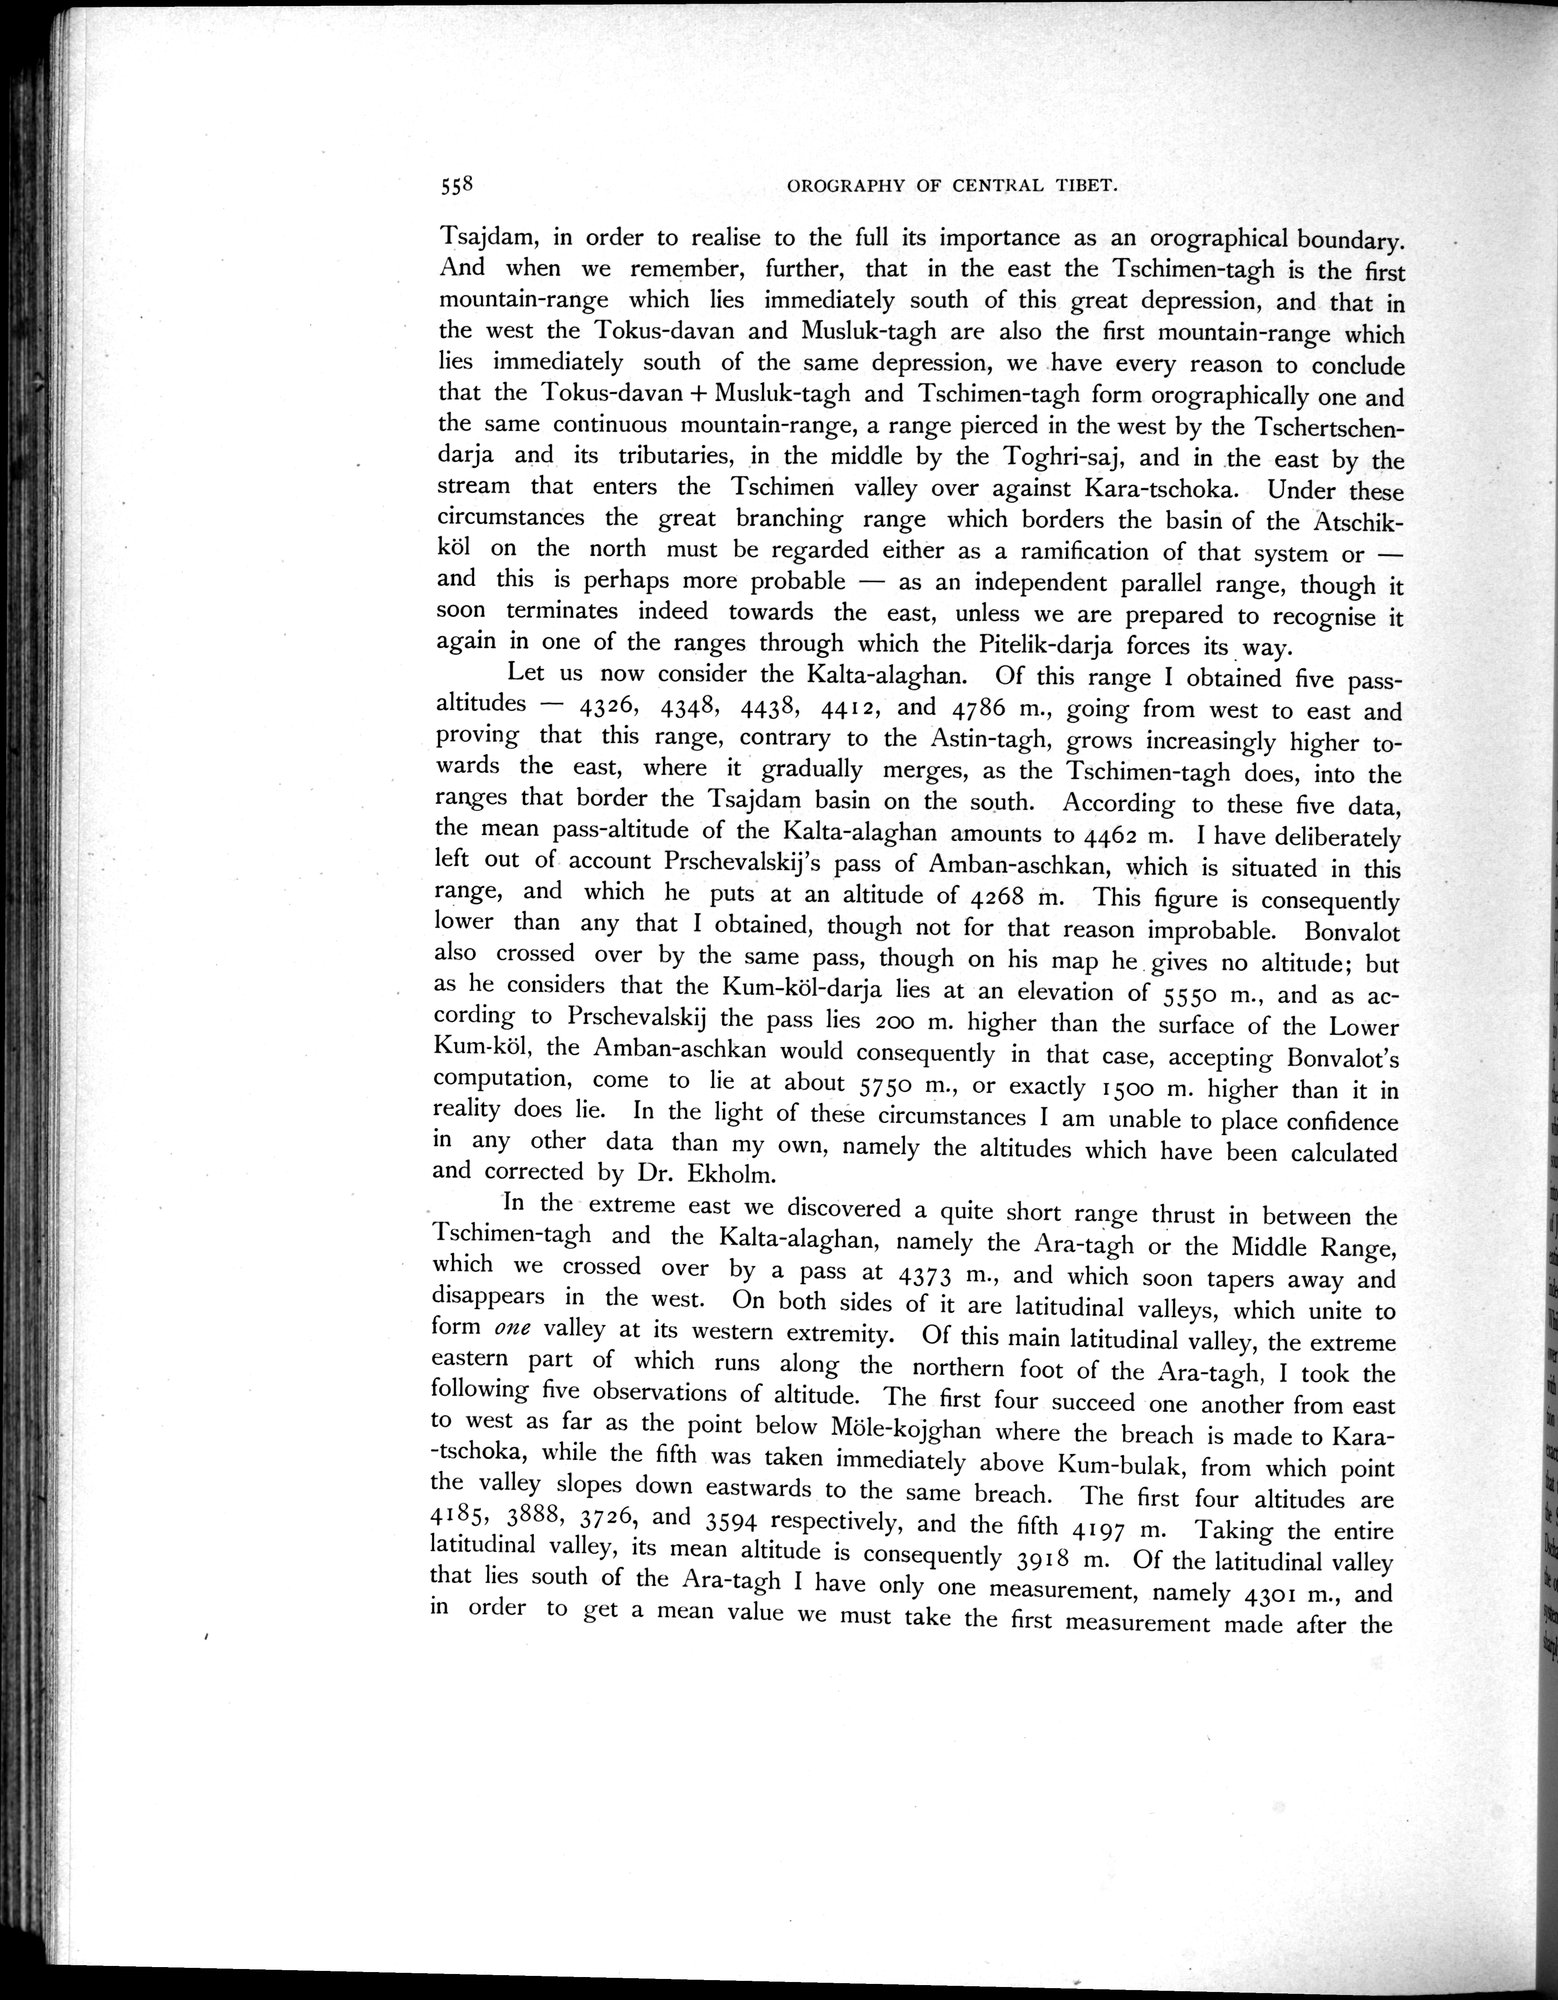 558 OROGRAPHY OF CENTRAL TIBET.
Tsajdam, in order to realise to the full its importance as an orographical boundary.
And when we remember, further, that in the east the Tschimen-tagh is the first
mountain-range which lies immediately south of this great depression, and that in
the west the Tokus-davan and Musluk-tagh are also the first mountain-range which
lies immediately south of the same depression, we have every reason to conclude
that the Tokus-davan + Musluk-tagh and Tschimen-tagh form orographically one and
the same continuous mountain-range, a range pierced in the west by the Tschertschen-
darja and its tributaries, in the middle by the Toghri-saj, and in the east by the
stream that enters the Tschimen valley over against Kara-tschoka. Under these
circumstances the great branching range which borders the basin of the Atschik-
köl on the north must be regarded either as a ramification of that system or —
and this is perhaps more probable — as an independent parallel range, though it
soon terminates indeed towards the east, unless we are prepared to recognise it
again in one of the ranges through which the Pitelik-darja forces its way.
Let us now consider the Kalta-alaghan. Of this range I obtained five pass-
altitudes — 4326, 4348, 4438, 4412, and 4786 m., going from west to east and
proving that this range, contrary to the Astin-tagh, grows increasingly higher to-
wards the east, where it gradually merges, as the Tschimen-tagh does, into the
ranges that border the Tsajdam basin on the south. According to these five data,
the mean pass-altitude of the Kalta-alaghan amounts to 4462 m. I have deliberately
left out of account Prschevalskij's pass of Amban-aschkan, which is situated in this
range, and which he puts at an altitude of 4268 m. This figure is consequently
lower than any that I obtained, though not for that reason improbable. Bonvalot
also crossed over by the same pass, though on his map he gives no altitude; but
as he considers that the Kum-köl-darja lies at an elevation of 5550 m., and as ac-
cording to Prschevalskij the pass lies 200 m. higher than the surface of the Lower
Kum-köl, the Amban-aschkan would consequently in that case, accepting Bonvalot's
computation, come to lie at about 5750 m., or exactly 1500 m. higher than it in
reality does lie. In the light of these circumstances I am unable to place confidence
in any other data than my own, namely the altitudes which have been calculated
and corrected by Dr. Ekholm.
In the extreme east we discovered a quite short range thrust in between the
Tschimen-tagh and the Kalta-alaghan, namely the Ara-tagh or the Middle Range,
which we crossed over by a pass at 4373 m., and which soon tapers away and
disappears in the west. On both sides of it are latitudinal valleys, which unite to
form one valley at its western extremity. Of this main latitudinal valley, the extreme
eastern part of which runs along the northern foot of the Ara-tagh, I took the
following five observations of altitude. The first four succeed one another from east
to west as far as the point below Möle-kojghan where the breach is made to Kara-
-tschoka, while the fifth was taken immediately above Kum-bulak, from which point
the valley slopes down eastwards to the same breach. The first four altitudes are
4185, 3888, 3726, and 3594 respectively, and the fifth 4197 m. Taking the entire
latitudinal valley, its mean altitude is consequently 3918 m. Of the latitudinal valley
that lies south of the Ara-tagh I have only one measurement, namely 4301 m., and
in order to get a mean value we must take the first measurement made after the